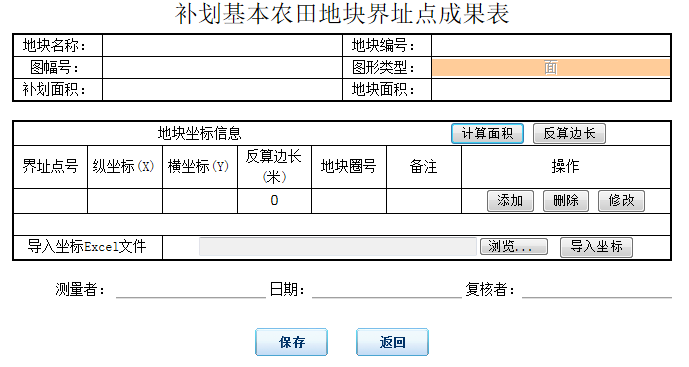 补划基本农田地块界址点成果表
地块名称： 地块编号：
图幅号： 图形类型： 面
补划面积： 地块面积：
地块坐标信息 计算面积 反算边长
界址点号 纵坐标(X) 横坐标(Y) 反算边长(米) 地块圈号 备注 操作
0 添加 删除 修改
导入坐标Excel文件 浏览... 导入坐标
测量者： 日期： 复核者：
保存 返回